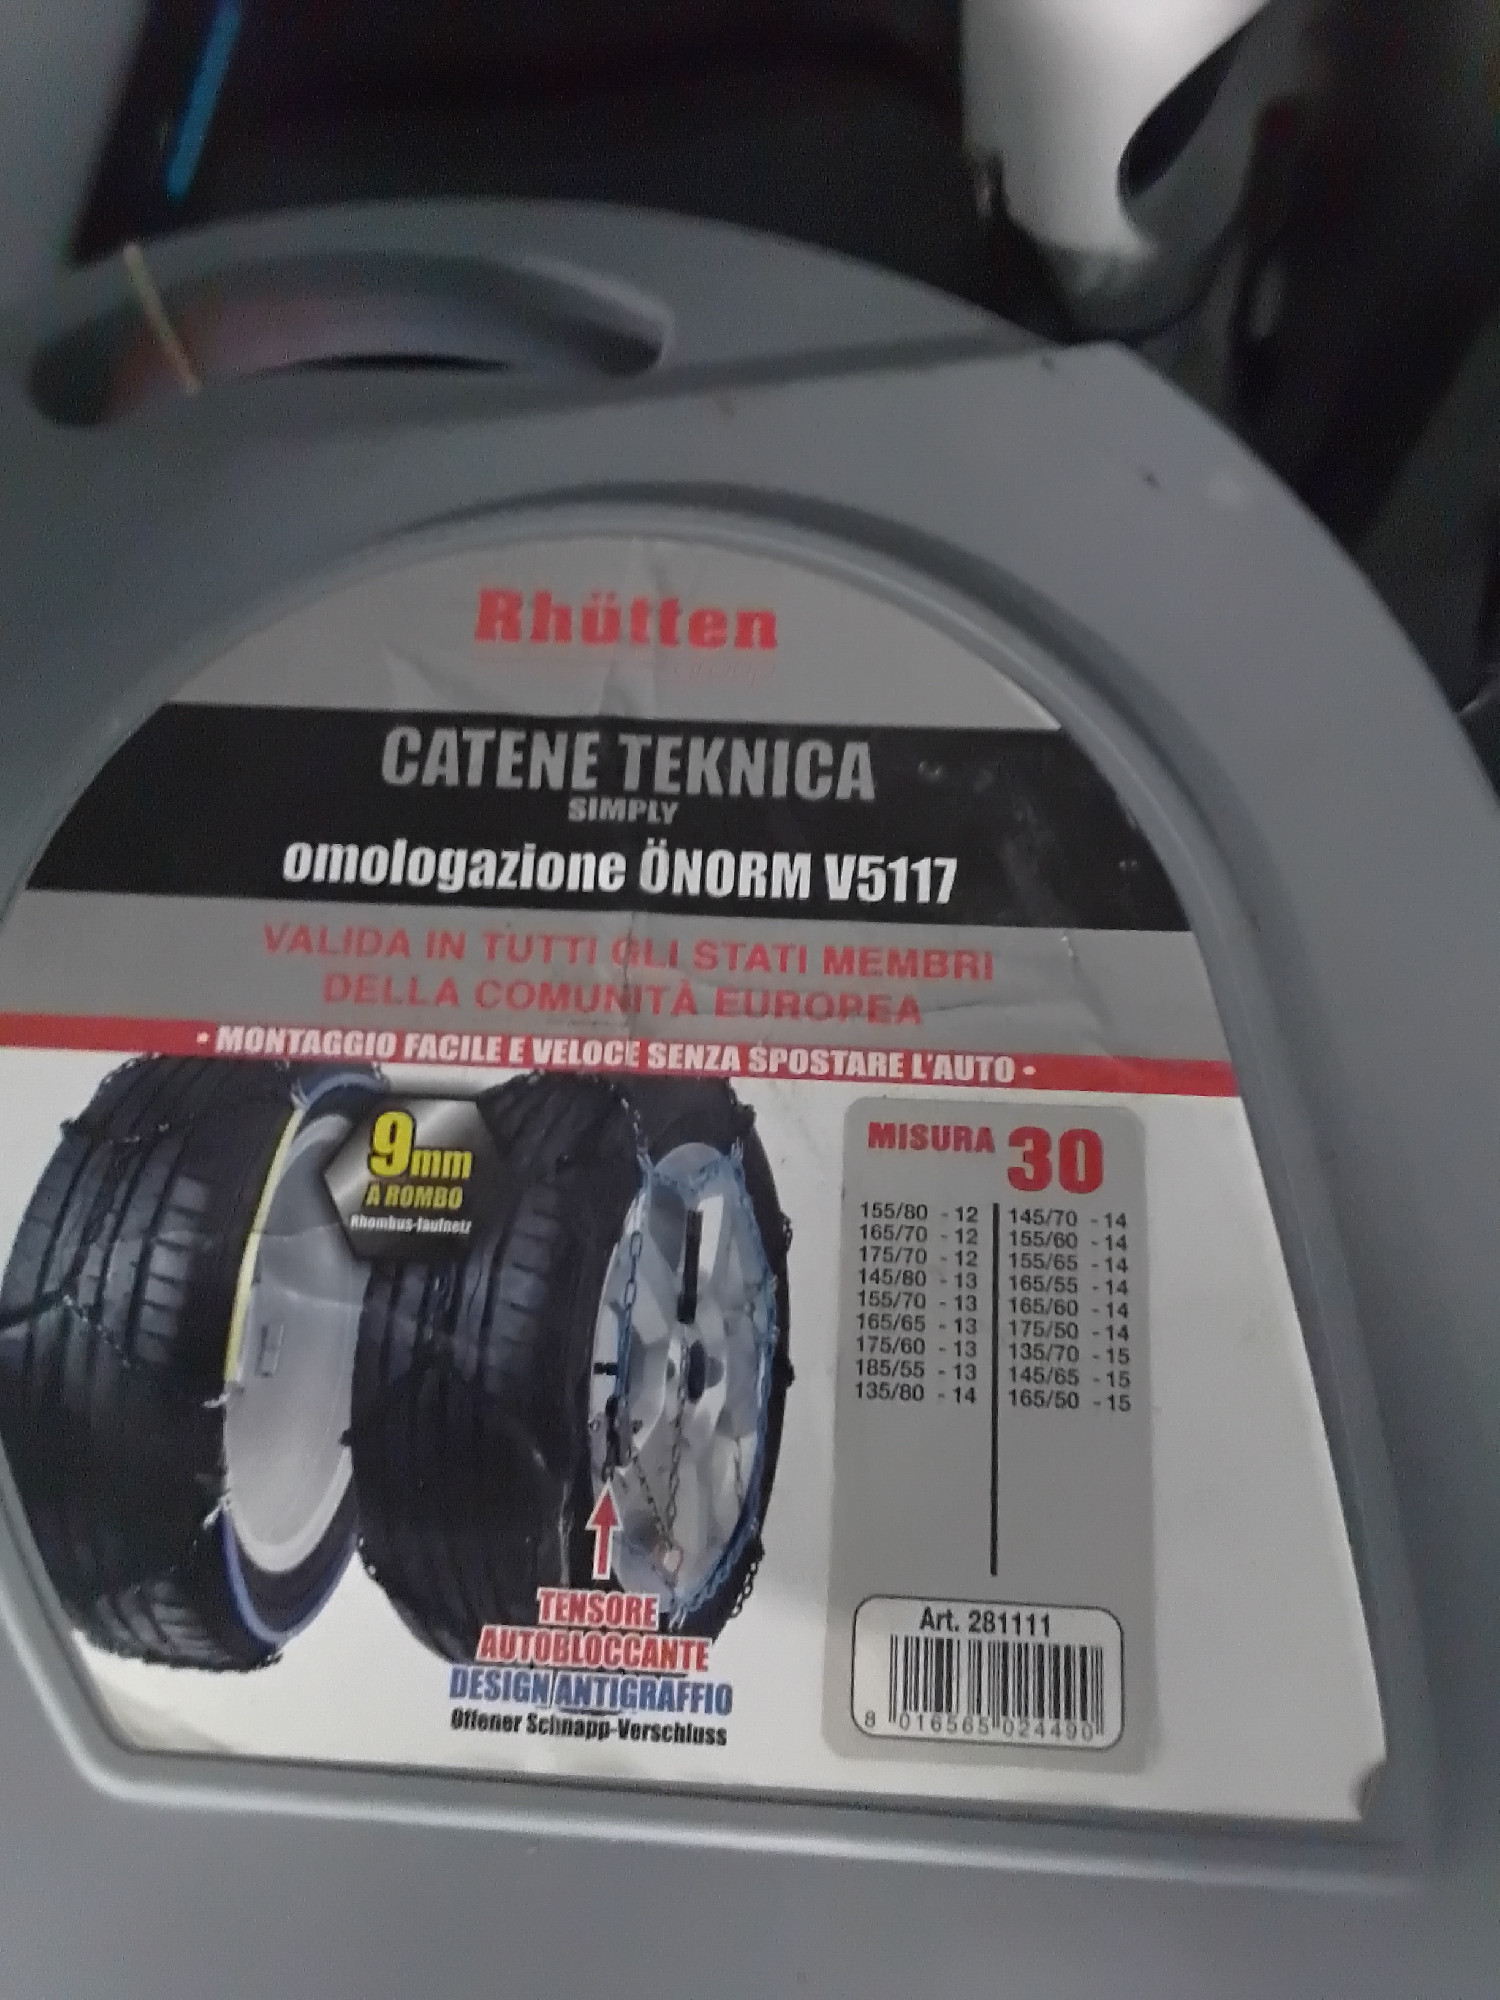 Rhütten
CATENE TEKNICA
SIMPLY
omologazione ÖNORM V5117
VALIDA IN TUTTI GLI STATI MEMBRI
DELLA COMUNITÀ EUROPEA
• MONTAGGIO FACILE E VELOCE SENZA SPOSTARE L'AUTO •
9mm
A ROMBO
Rhombus-laufnetz
MISURA 30
155/80 - 12
165/70 - 12
175/70 - 12
145/80 - 13
155/70 - 13
165/65 - 13
175/60 - 13
185/55 - 13
135/80 - 14
145/70 - 14
155/60 - 14
155/65 - 14
165/55 - 14
165/60 - 14
175/50 - 14
135/70 - 15
145/65 - 15
165/50 - 15
TENSORE
AUTOBLOCCANTE
DESIGN ANTIGRAFFIO
Offener Schnapp-Verschluss
Art. 281111
8 016565 024490